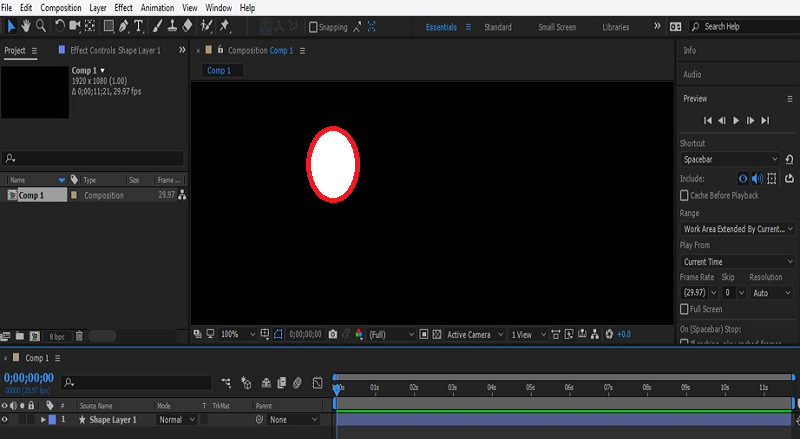 File Edit Composition Layer Effect Animation View Window Help
Snapping Essentials Standard Small Screen Libraries Search Help
Project Effect Controls Shape Layer 1 Composition Comp 1 Info
Comp 1
1920 x 1080 (1.00)
Δ 0;00;11;21, 29.97 fps
Comp 1
Audio
Preview
Shortcut
Spacebar
Include:
Cache Before Playback
Range
Work Area Extended By Current...
Play From
Current Time
Frame Rate Skip Resolution
(29.97) 0 Auto
Full Screen
On (Spacebar) Stop:
Name Type Size Frame ...
Comp 1 Composition 29.97
8 bpc
100% 0;00;00;00 (Full) Active Camera 1 View +0.0
Comp 1
0;00;00;00
00000 (29.97 fps)
# Source Name Mode T TrkMat Parent
01s 02s 03s 04s 05s 06s 07s 08s 09s 10s 11s
1 Shape Layer 1 Normal None